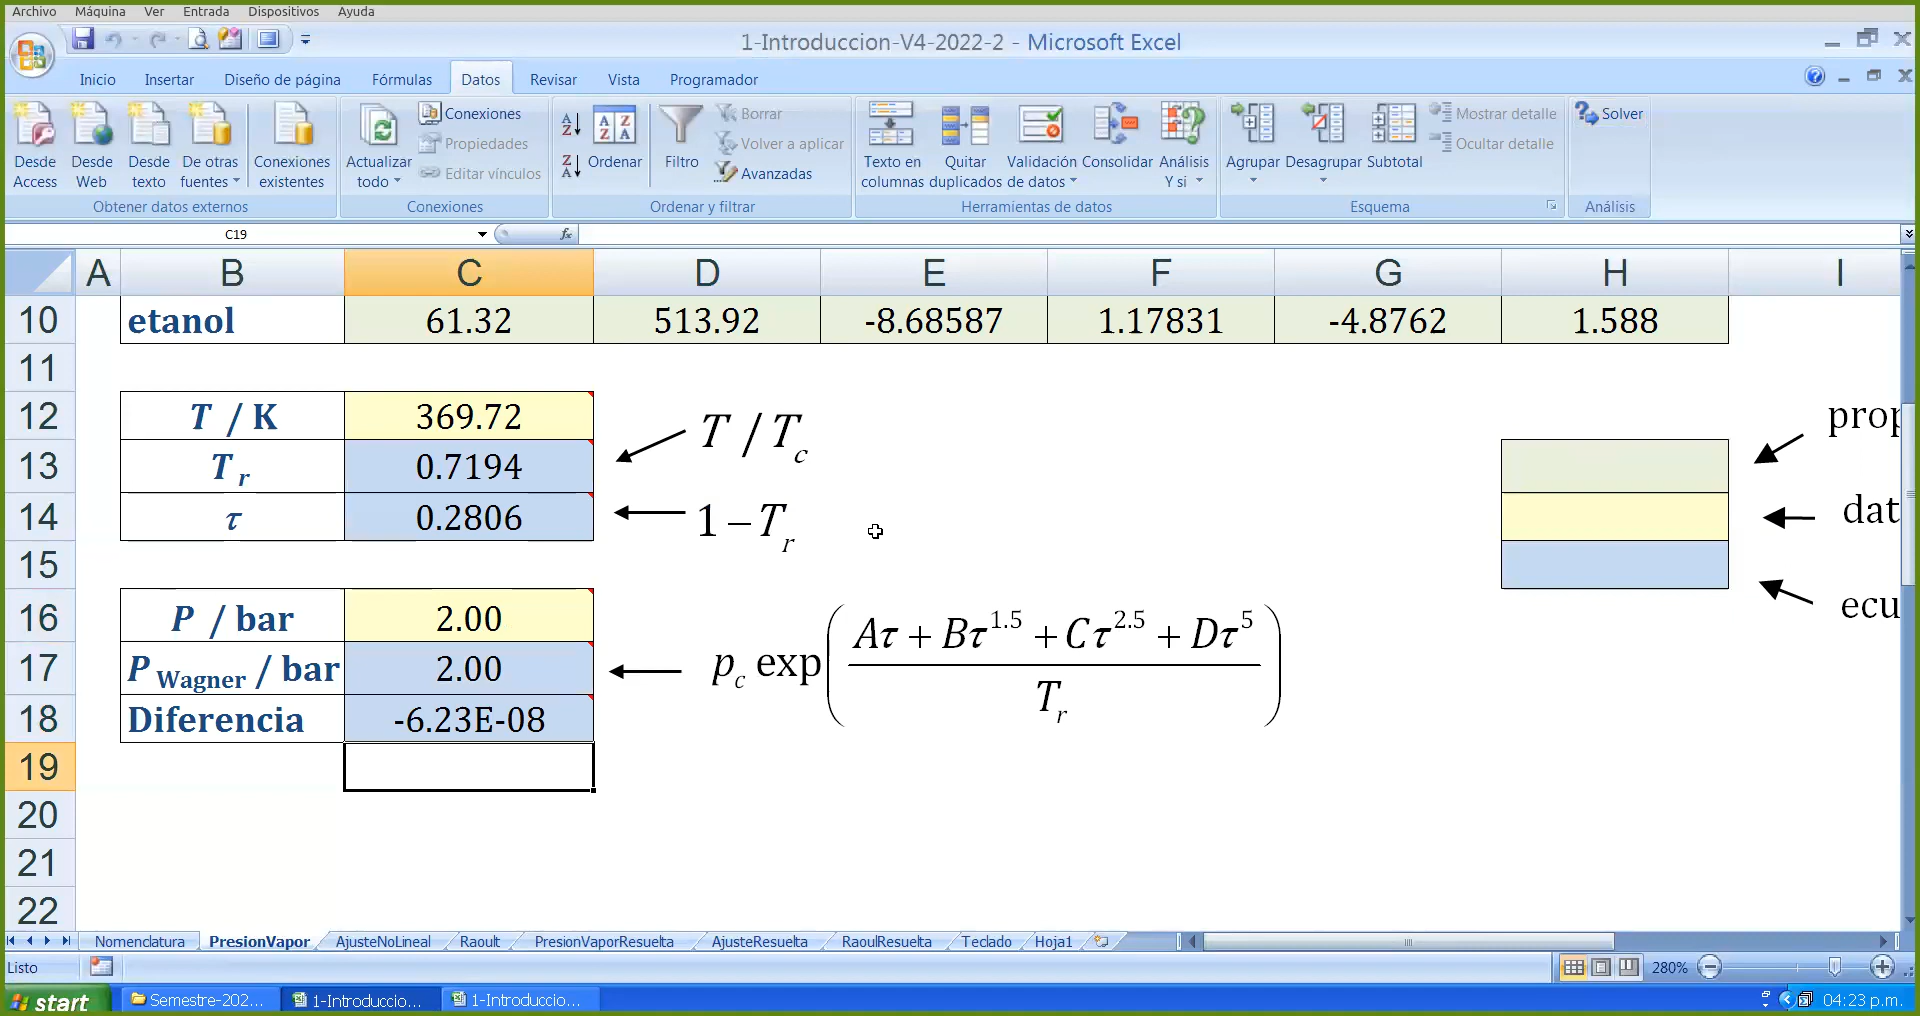 Archivo Máquina Ver Entrada Dispositivos Ayuda
1-Introduccion-V4-2022-2 - Microsoft Excel
Inicio Insertar Diseño de página Fórmulas Datos Revisar Vista Programador
Desde Access
Desde Web
Desde texto
De otras fuentes
Conexiones existentes
Obtener datos externos
Actualizar todo
Conexiones
Propiedades
Editar vínculos
Conexiones
Ordenar
Filtro
Borrar
Volver a aplicar
Avanzadas
Ordenar y filtrar
Texto en columnas
Quitar duplicados
Validación de datos
Consolidar
Análisis Y si
Herramientas de datos
Agrupar
Desagrupar
Subtotal
Mostrar detalle
Ocultar detalle
Esquema
Solver
Análisis
C19 fx
A B C D E F G H I
10 etanol 61.32 513.92 -8.68587 1.17831 -4.8762 1.588
11
12 T / K 369.72 T / Tc prop
13 Tr 0.7194
14 τ 0.2806 1 – Tr dat
15
16 P / bar 2.00 ecu
17 P Wagner / bar 2.00 pc exp( (Aτ + Bτ^1.5 + Cτ^2.5 + Dτ^5) / Tr )
18 Diferencia -6.23E-08
19
20
21
22
Nomenclatura PresionVapor AjusteNoLineal Raoult PresionVaporResuelta AjusteResuelta RaoulResuelta Teclado Hoja1
Listo 280%
start Semestre-202... 1-Introduccio... 1-Introduccio... 04:23 p.m.